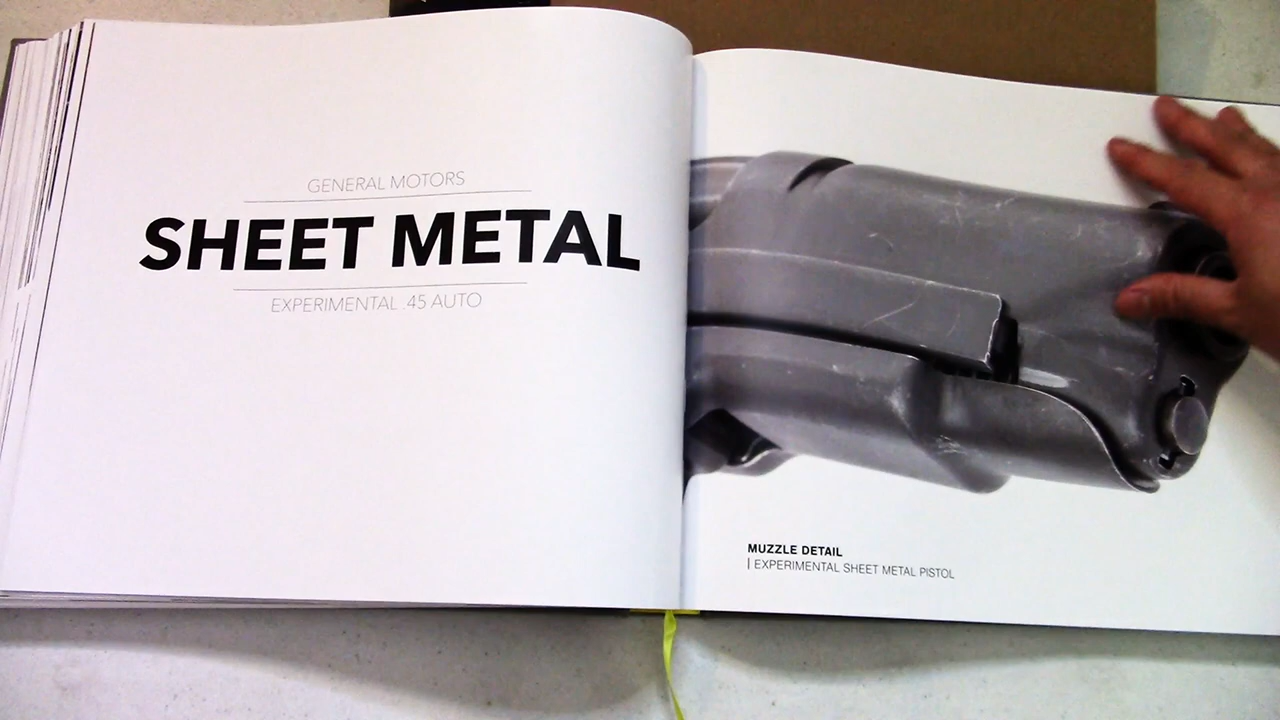 GENERAL MOTORS
SHEET METAL
EXPERIMENTAL .45 AUTO
MUZZLE DETAIL
| EXPERIMENTAL SHEET METAL PISTOL